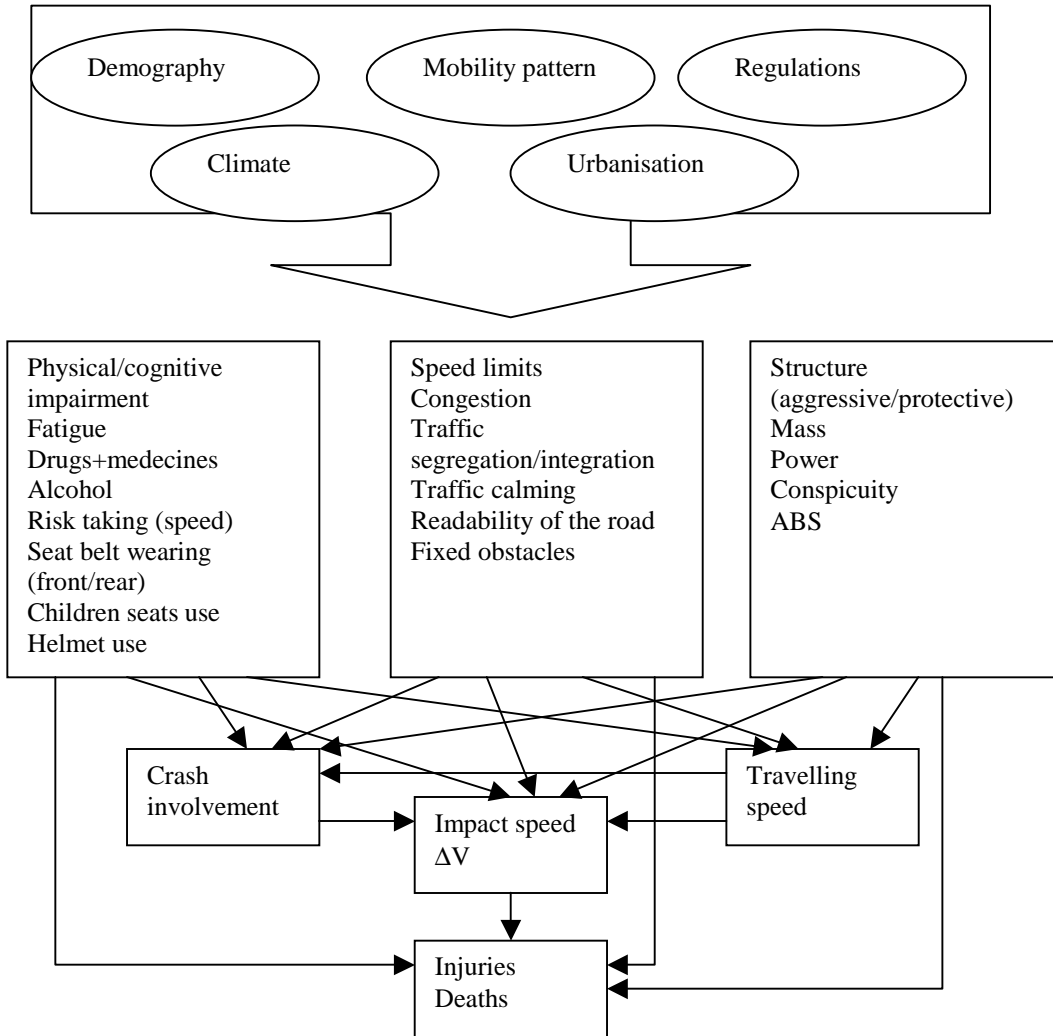 Demography
Mobility pattern
Regulations
Climate
Urbanisation
Physical/cognitive
impairment
Fatigue
Drugs+medecines
Alcohol
Risk taking (speed)
Seat belt wearing
(front/rear)
Children seats use
Helmet use
Speed limits
Congestion
Traffic
segregation/integration
Traffic calming
Readability of the road
Fixed obstacles
Structure
(aggressive/protective)
Mass
Power
Conspicuity
ABS
Crash
involvement
Travelling
speed
Impact speed
ΔV
Injuries
Deaths